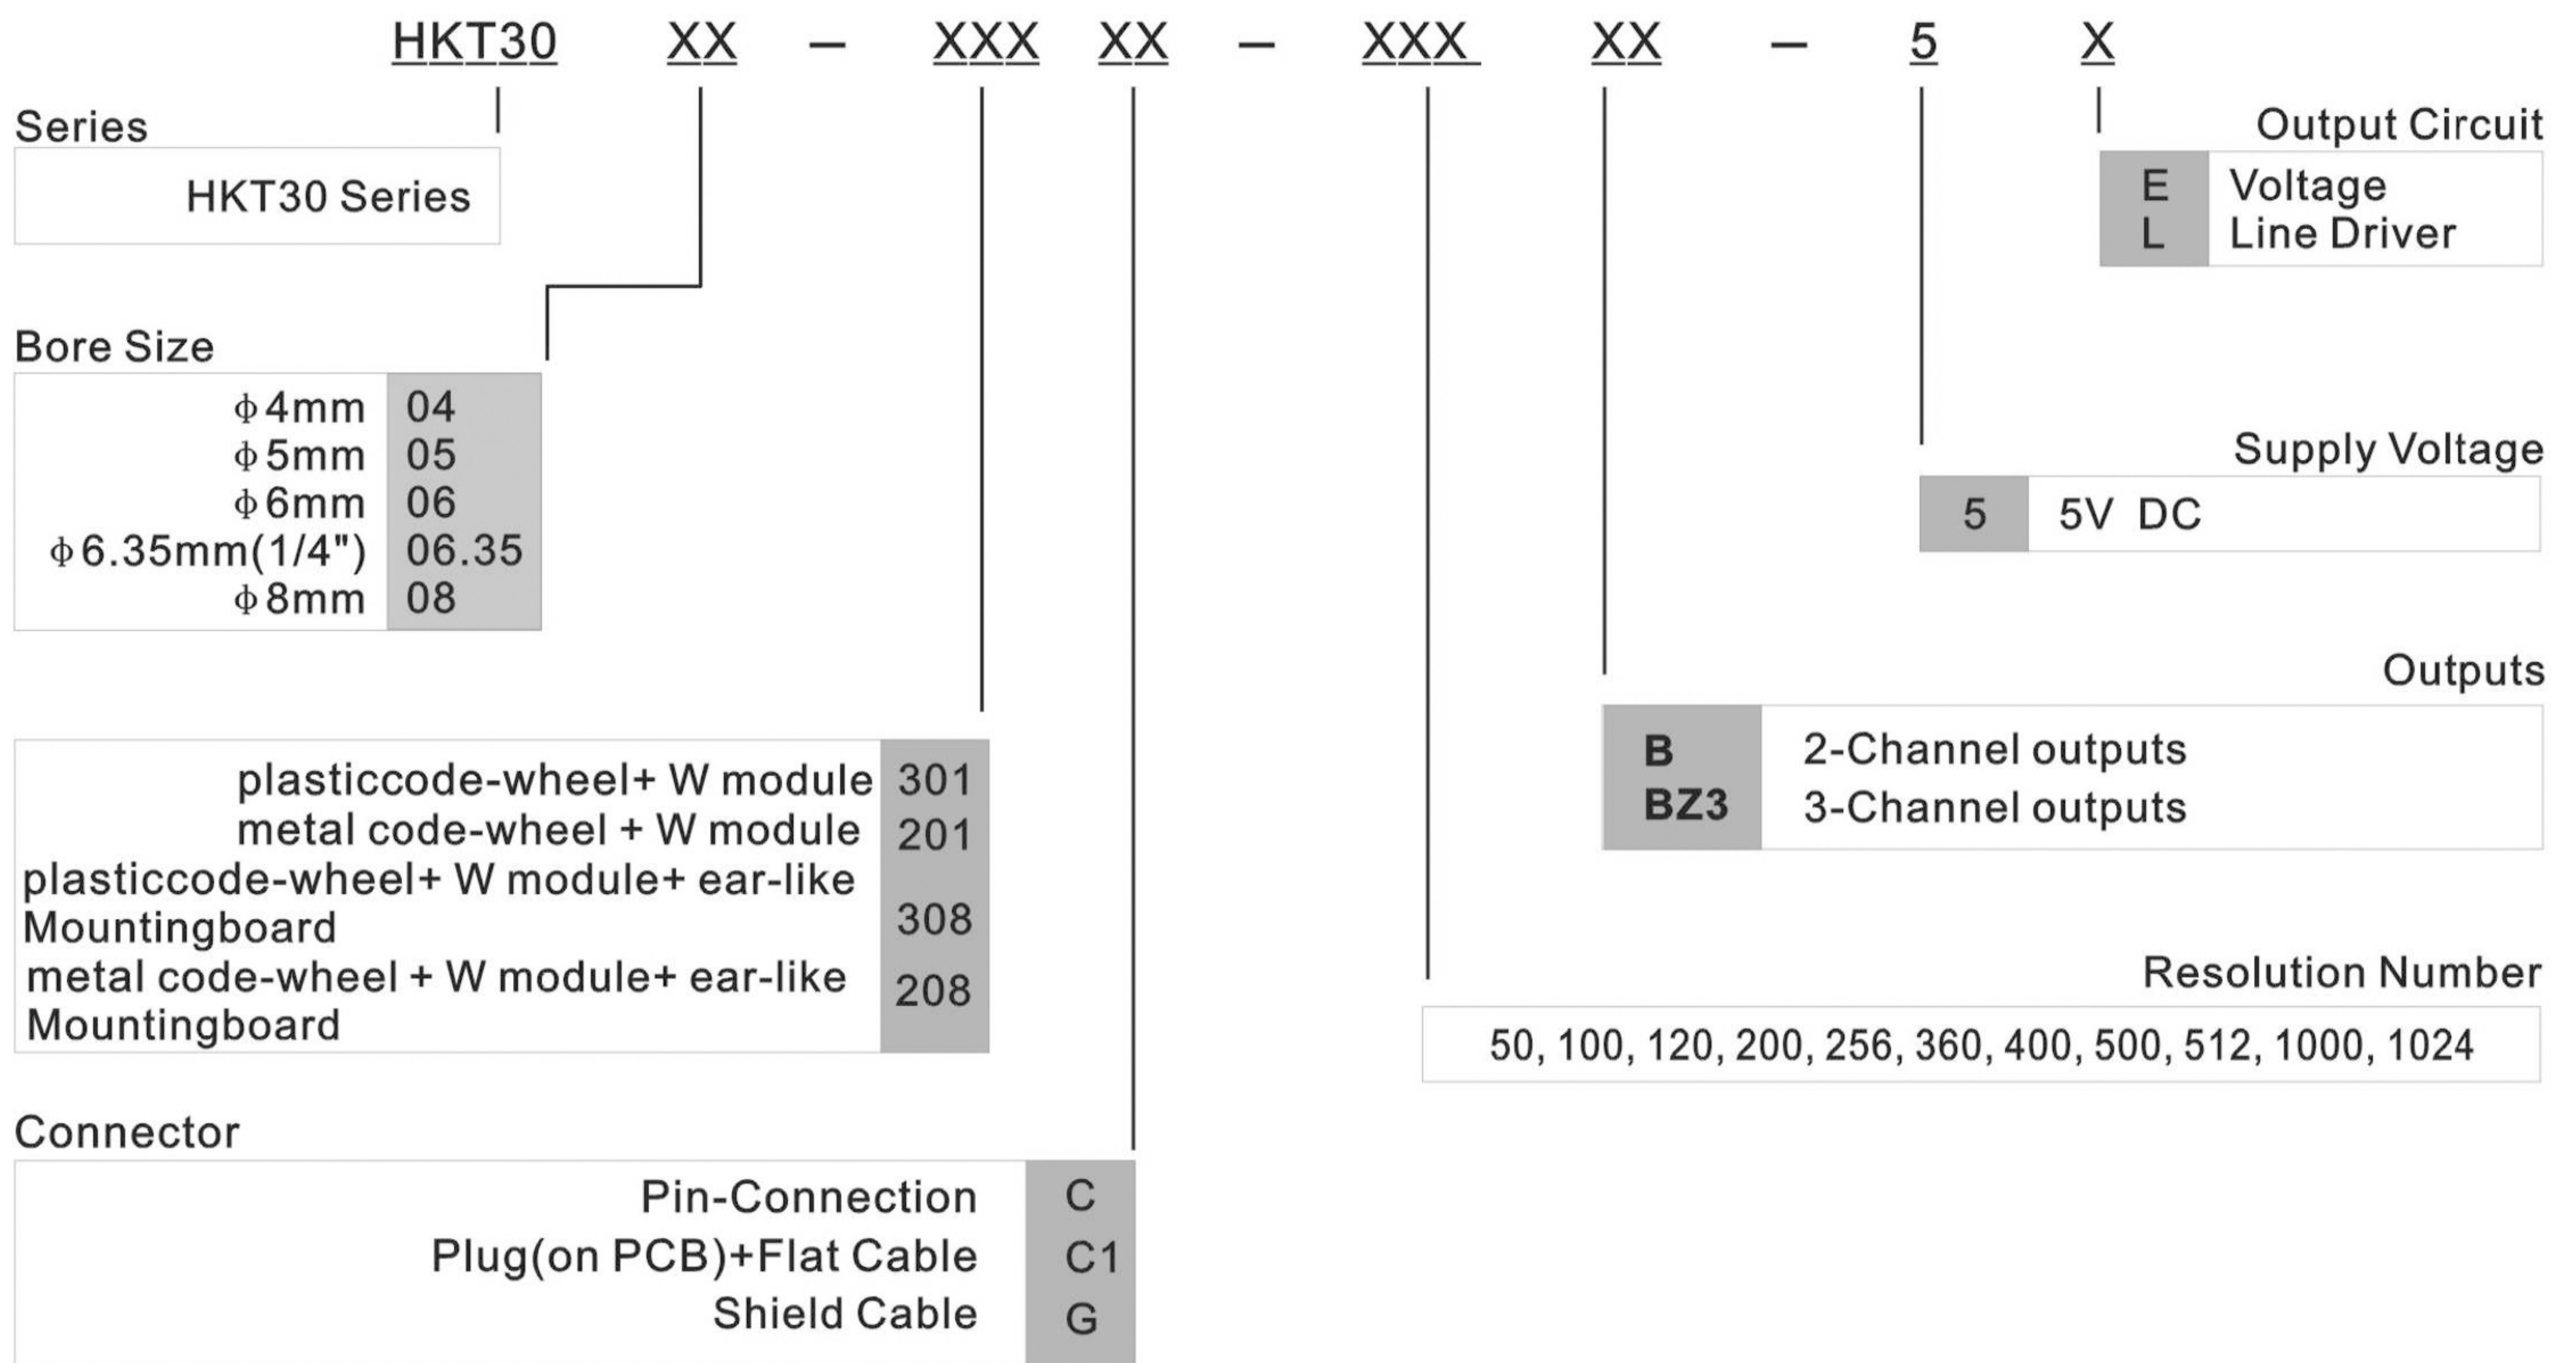 HKT30 XX – XXX XX – XXX XX – 5 X
Series
HKT30 Series
Bore Size
φ4mm 04
φ5mm 05
φ6mm 06
φ6.35mm(1/4") 06.35
φ8mm 08
plasticcode-wheel+ W module 301
metal code-wheel + W module 201
plasticcode-wheel+ W module+ ear-like
Mountingboard 308
metal code-wheel + W module+ ear-like 208
Mountingboard
Connector
Pin-Connection C
Plug(on PCB)+Flat Cable C1
Shield Cable G
Output Circuit
E Voltage
L Line Driver
Supply Voltage
5 5V DC
Outputs
B 2-Channel outputs
BZ3 3-Channel outputs
Resolution Number
50, 100, 120, 200, 256, 360, 400, 500, 512, 1000, 1024